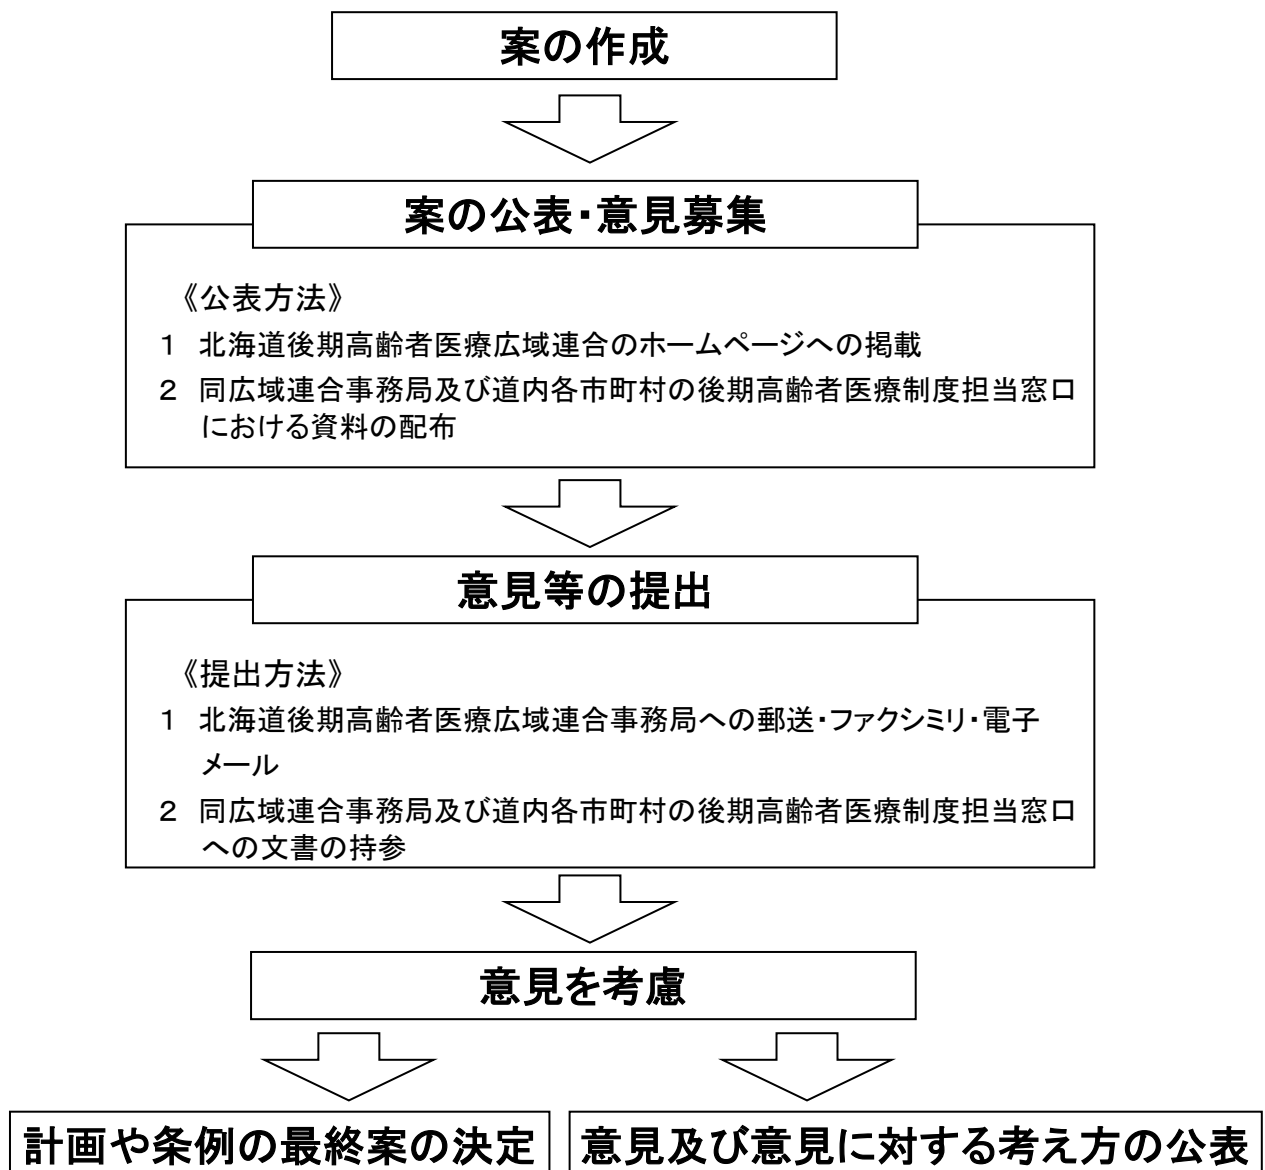 案の作成
案の公表・意見募集
《公表方法》
１　北海道後期高齢者医療広域連合のホームページへの掲載
２　同広域連合事務局及び道内各市町村の後期高齢者医療制度担当窓口
における資料の配布
意見等の提出
《提出方法》
１　北海道後期高齢者医療広域連合事務局への郵送・ファクシミリ・電子
メール
２　同広域連合事務局及び道内各市町村の後期高齢者医療制度担当窓口
への文書の持参
意見を考慮
計画や条例の最終案の決定
意見及び意見に対する考え方の公表